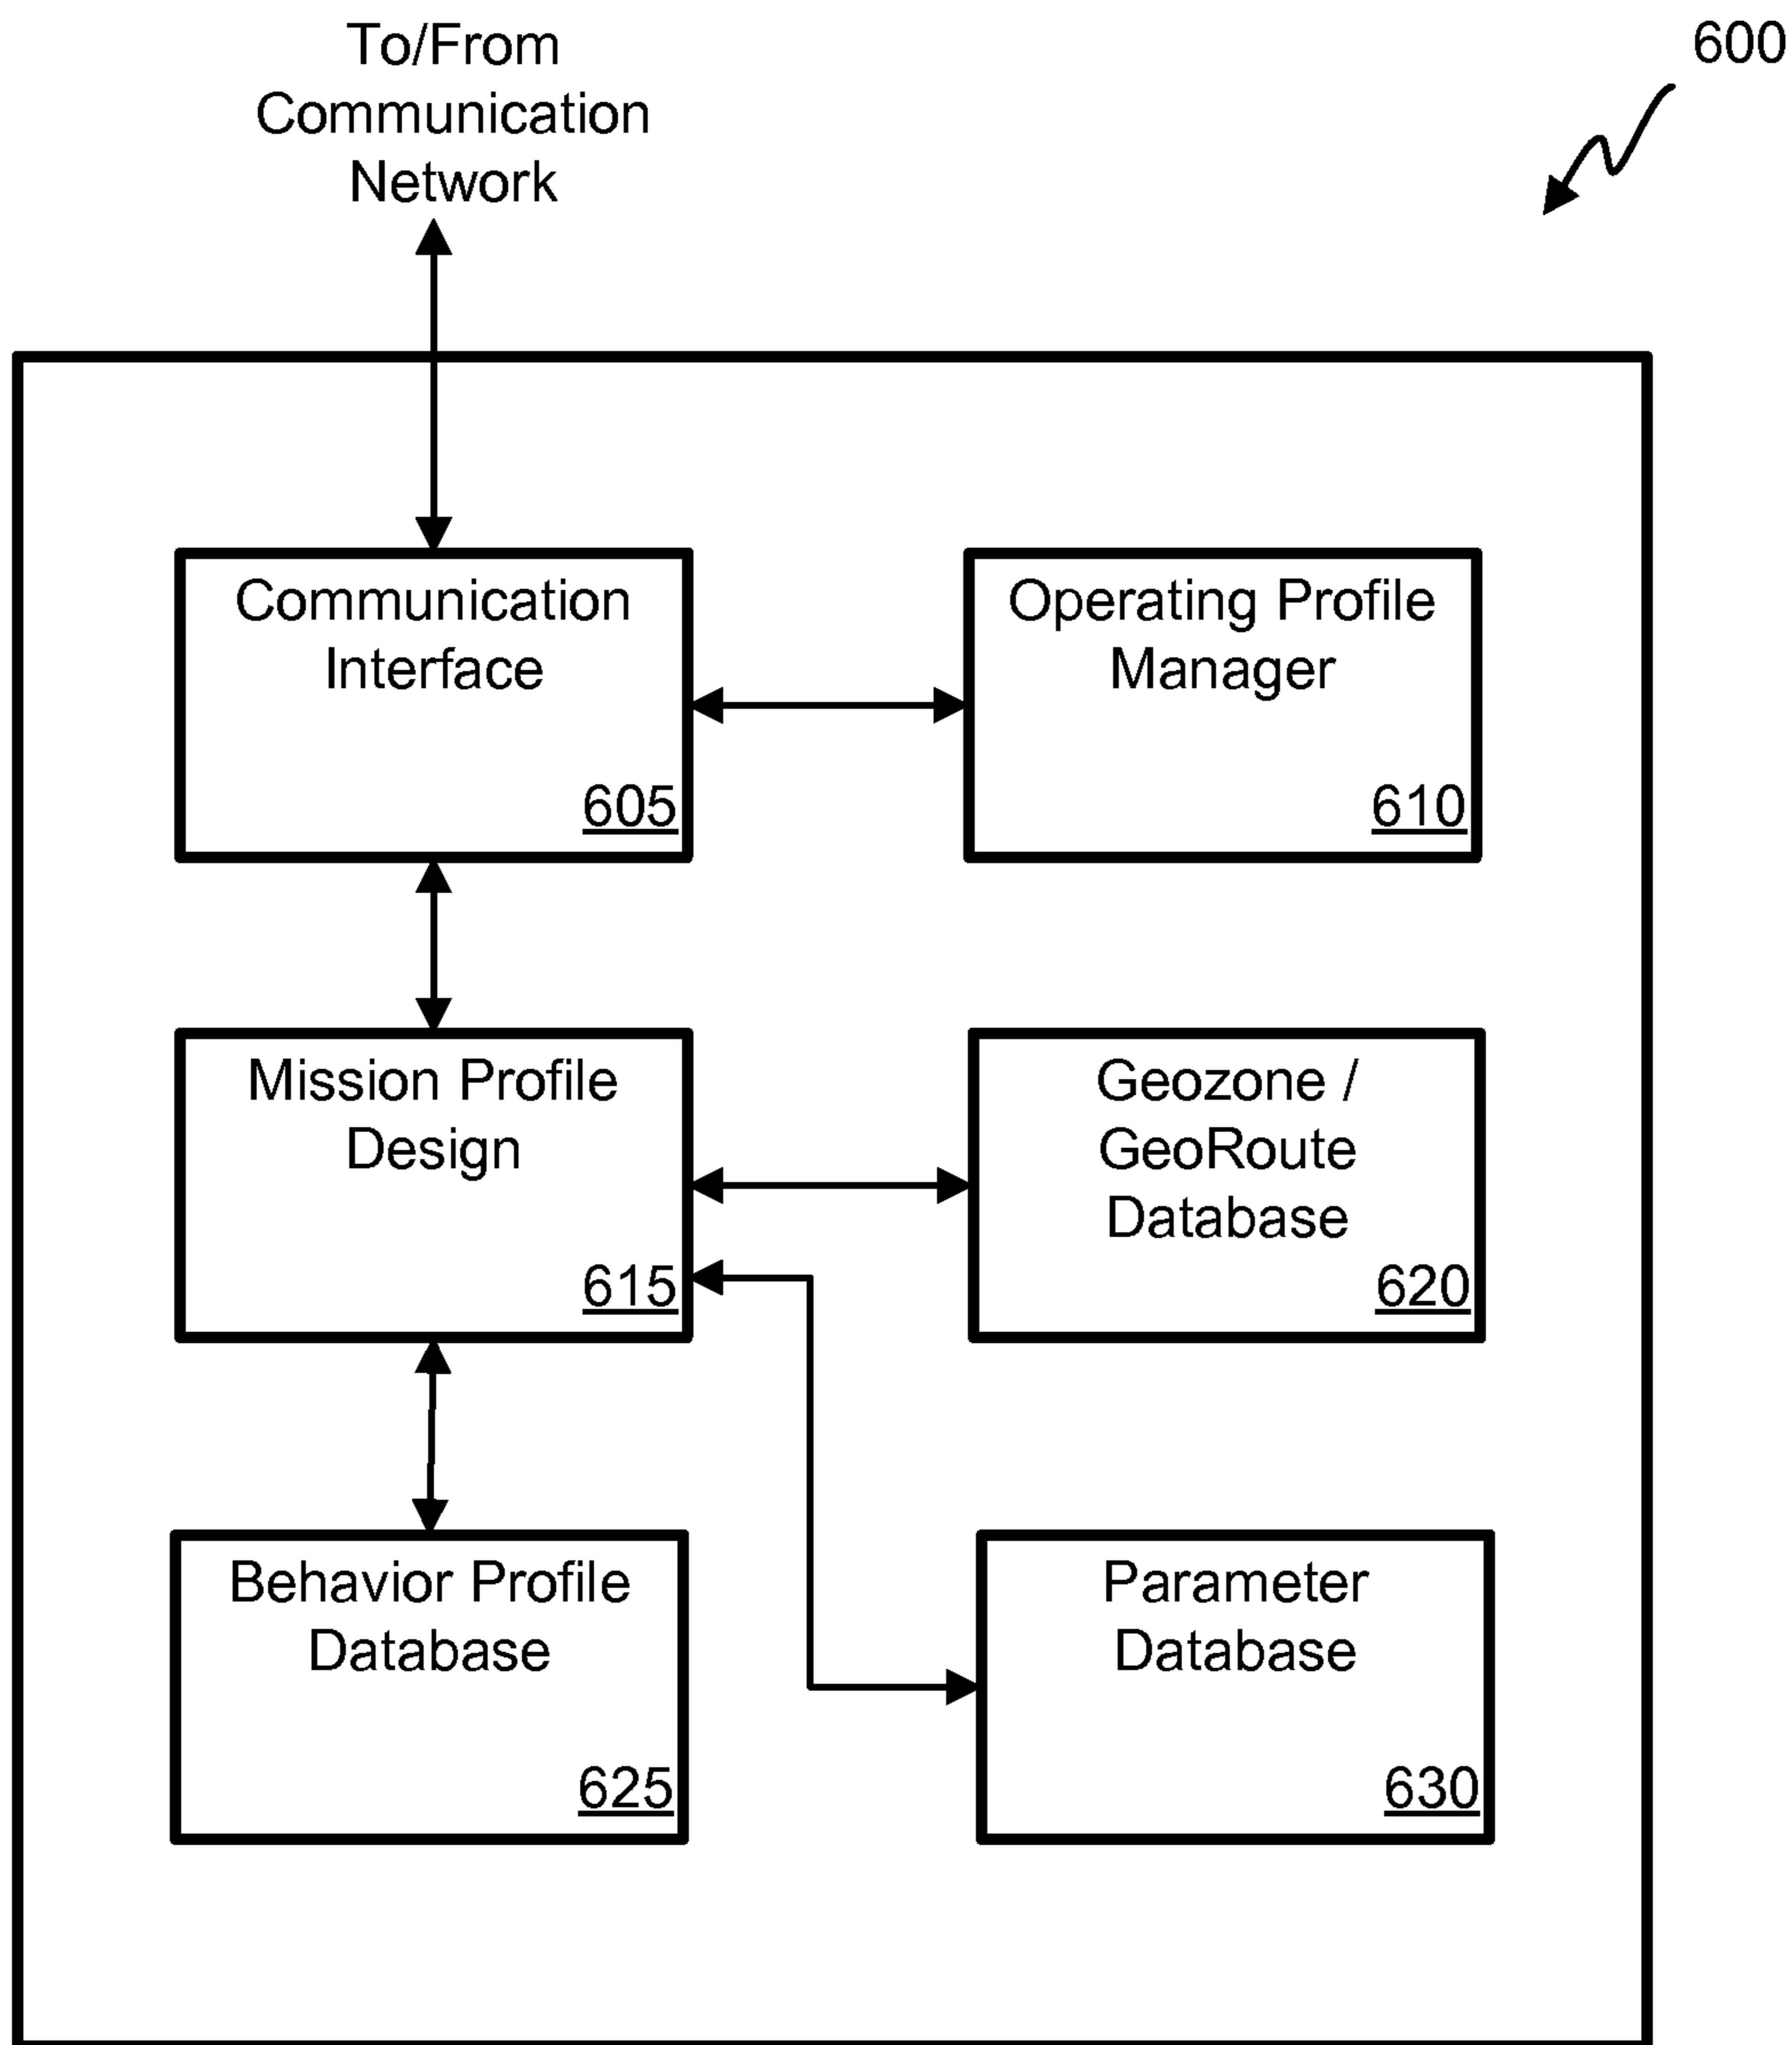 To/From
Communication
Network
600
Communication
Interface
605
Operating Profile
Manager
610
Mission Profile
Design
615
Geozone /
GeoRoute
Database
620
Behavior Profile
Database
625
Parameter
Database
630